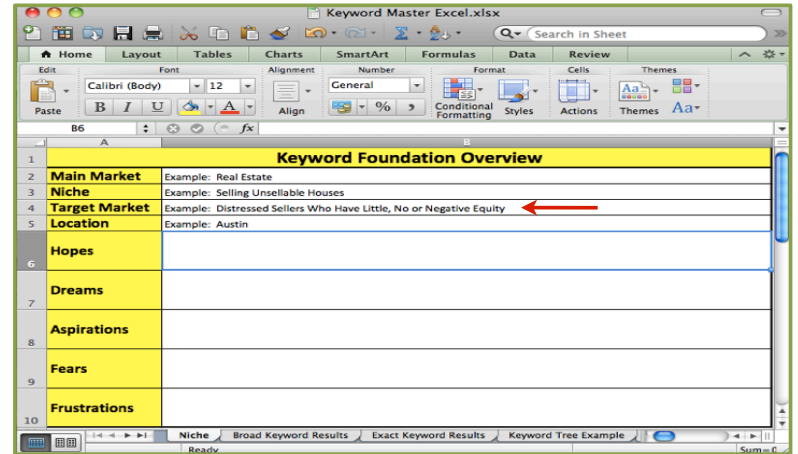 Keyword Master Excel.xlsx
Search in Sheet
Home Layout Tables Charts SmartArt Formulas Data Review
Edit Font Alignment Number Format Cells Themes
Calibri (Body) 12 General
Paste B I U A Align % Conditional Formatting Styles Actions Themes Aa
B6 fx
A B
1 Keyword Foundation Overview
2 Main Market Example: Real Estate
3 Niche Example: Selling Unsellable Houses
4 Target Market Example: Distressed Sellers Who Have Little, No or Negative Equity
5 Location Example: Austin
6 Hopes
7 Dreams
8 Aspirations
9 Fears
10 Frustrations
Niche Broad Keyword Results Exact Keyword Results Keyword Tree Example
Ready Sum=0